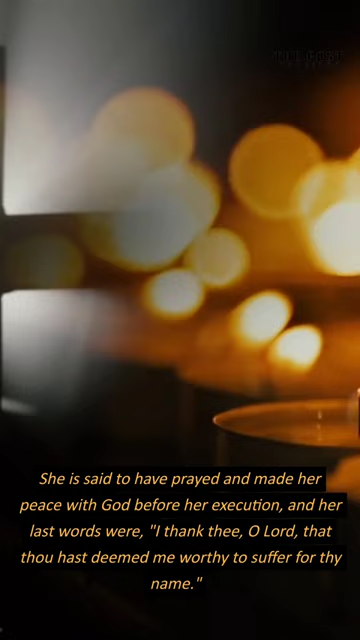 She is said to have prayed and made her
peace with God before her execution, and her
last words were, "I thank thee, O Lord, that
thou hast deemed me worthy to suffer for thy
name."